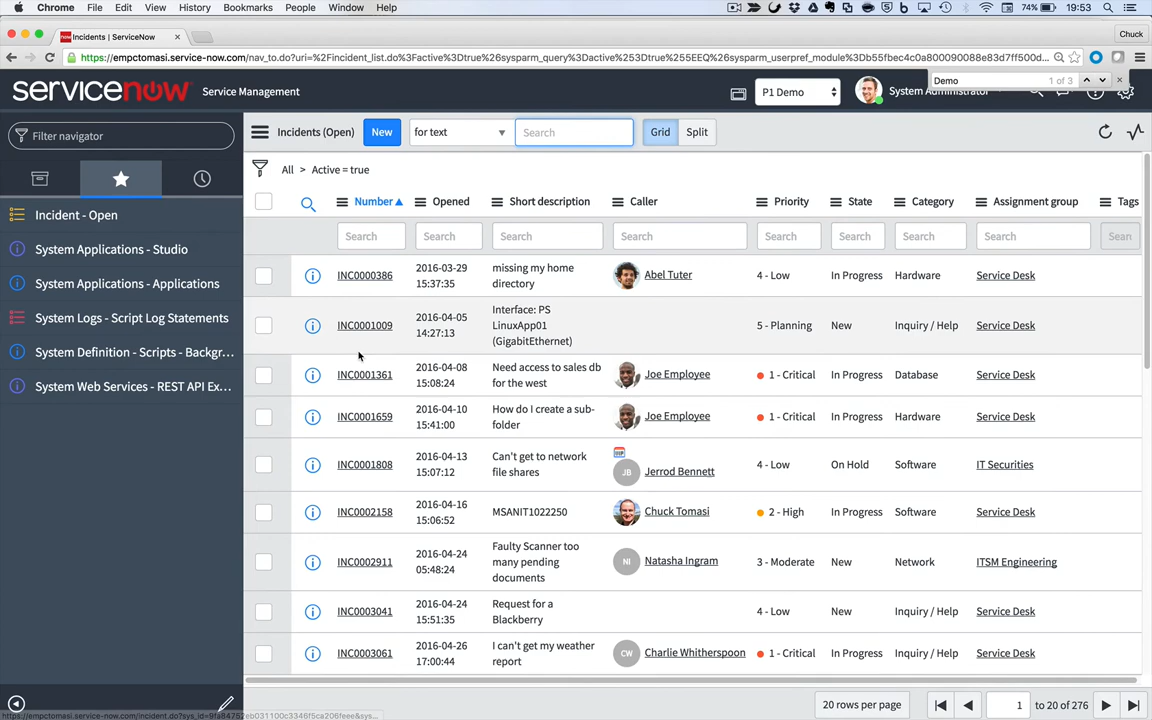 Chrome File Edit View History Bookmarks People Window Help 74% 19:53
Incidents | ServiceNow Chuck
https://empctomasi.service-now.com/nav_to.do?uri=%2Fincident_list.do%3Factive%3Dtrue%26sysparm_query%3Dactive%253Dtrue%255EEQ%26sysparm_userpref_module%3Db55fbec4c0a800090088e83d7ff500d...
Demo 1 of 3
servicenow Service Management P1 Demo System Administrator
Filter navigator
Incidents (Open) New for text Search Grid Split
All > Active = true
Incident - Open
System Applications - Studio
System Applications - Applications
System Logs - Script Log Statements
System Definition - Scripts - Backgr...
System Web Services - REST API Ex...
Number Opened Short description Caller Priority State Category Assignment group Tags
Search Search Search Search Search Search Search Search Sear
INC0000386 2016-03-29 15:37:35 missing my home directory Abel Tuter 4 - Low In Progress Hardware Service Desk
INC0001009 2016-04-05 14:27:13 Interface: PS LinuxApp01 (GigabitEthernet) 5 - Planning New Inquiry / Help Service Desk
INC0001361 2016-04-08 15:08:24 Need access to sales db for the west Joe Employee 1 - Critical In Progress Database Service Desk
INC0001659 2016-04-10 15:41:00 How do I create a sub-folder Joe Employee 1 - Critical In Progress Hardware Service Desk
INC0001808 2016-04-13 15:07:12 Can't get to network file shares VIP JB Jerrod Bennett 4 - Low On Hold Software IT Securities
INC0002158 2016-04-16 15:06:52 MSANIT1022250 Chuck Tomasi 2 - High In Progress Software Service Desk
INC0002911 2016-04-24 05:48:24 Faulty Scanner too many pending documents NI Natasha Ingram 3 - Moderate New Network ITSM Engineering
INC0003041 2016-04-24 15:51:35 Request for a Blackberry 4 - Low New Inquiry / Help Service Desk
INC0003061 2016-04-26 17:00:44 I can't get my weather report CW Charlie Whitherspoon 1 - Critical In Progress Inquiry / Help Service Desk
20 rows per page 1 to 20 of 276